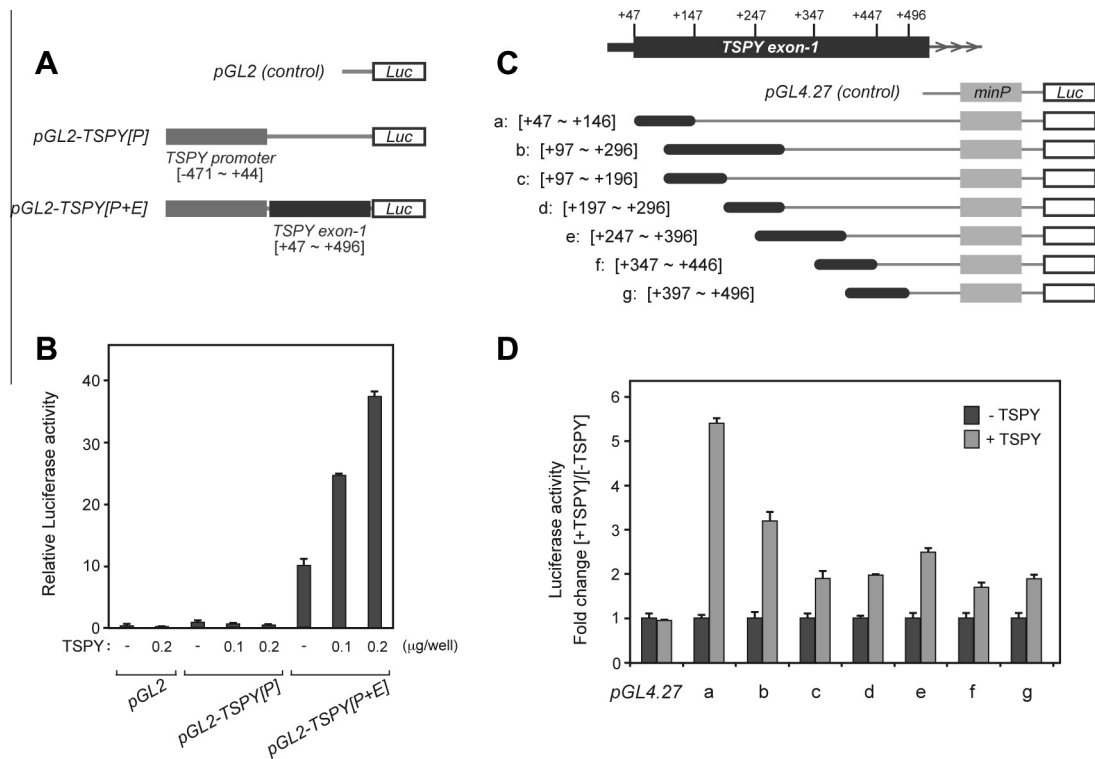 A
pGL2 (control)
Luc
pGL2-TSPY[P]
Luc
TSPY promoter
[-471 ~ +44]
pGL2-TSPY[P+E]
Luc
TSPY exon-1
[+47 ~ +496]
B
Relative Luciferase activity
40
30
20
10
0
TSPY : - 0.2 - 0.1 0.2 - 0.1 0.2 (μg/well)
pGL2
pGL2-TSPY[P]
pGL2-TSPY[P+E]
C
+47 +147 +247 +347 +447 +496
TSPY exon-1
pGL4.27 (control)
minP
Luc
a: [+47 ~ +146]
b: [+97 ~ +296]
c: [+97 ~ +196]
d: [+197 ~ +296]
e: [+247 ~ +396]
f: [+347 ~ +446]
g: [+397 ~ +496]
D
Luciferase activity
Fold change [+TSPY]/[-TSPY]
6
5
4
3
2
1
0
- TSPY
+ TSPY
pGL4.27 a b c d e f g